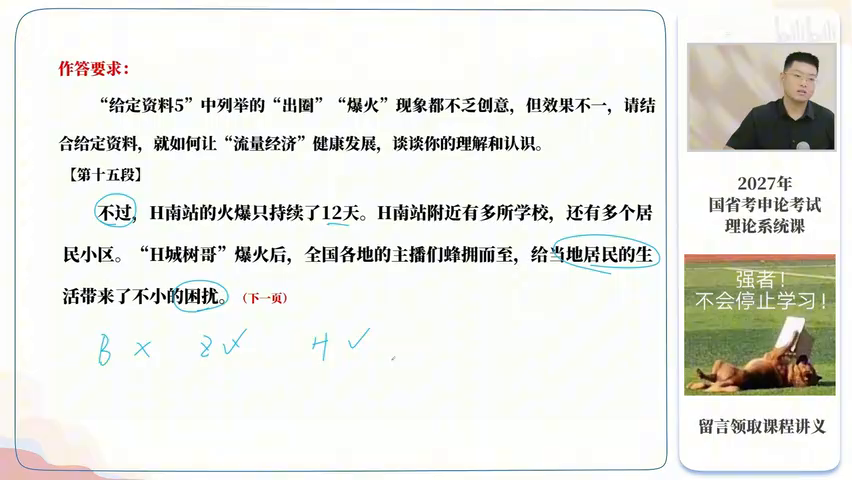 作答要求：
“给定资料5”中列举的“出圈”“爆火”现象都不乏创意，但效果不一，请结
合给定资料，就如何让“流量经济”健康发展，谈谈你的理解和认识。
【第十五段】
不过，H南站的火爆只持续了12天。H南站附近有多所学校，还有多个居
民小区。“H城树哥”爆火后，全国各地的主播们蜂拥而至，给当地居民的生
活带来了不小的困扰。（下一页）
B × Z ✓ H ✓
bilibili
2027年
国省考申论考试
理论系统课
强者！
不会停止学习！
留言领取课程讲义